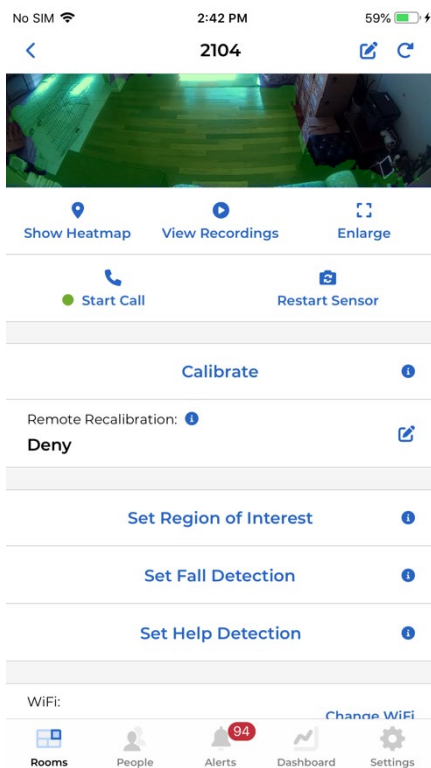 No SIM 2:42 PM 59%
2104
Show Heatmap View Recordings Enlarge
Start Call Restart Sensor
Calibrate
Remote Recalibration:
Deny
Set Region of Interest
Set Fall Detection
Set Help Detection
WiFi:
Change WiFi
94
Rooms People Alerts Dashboard Settings